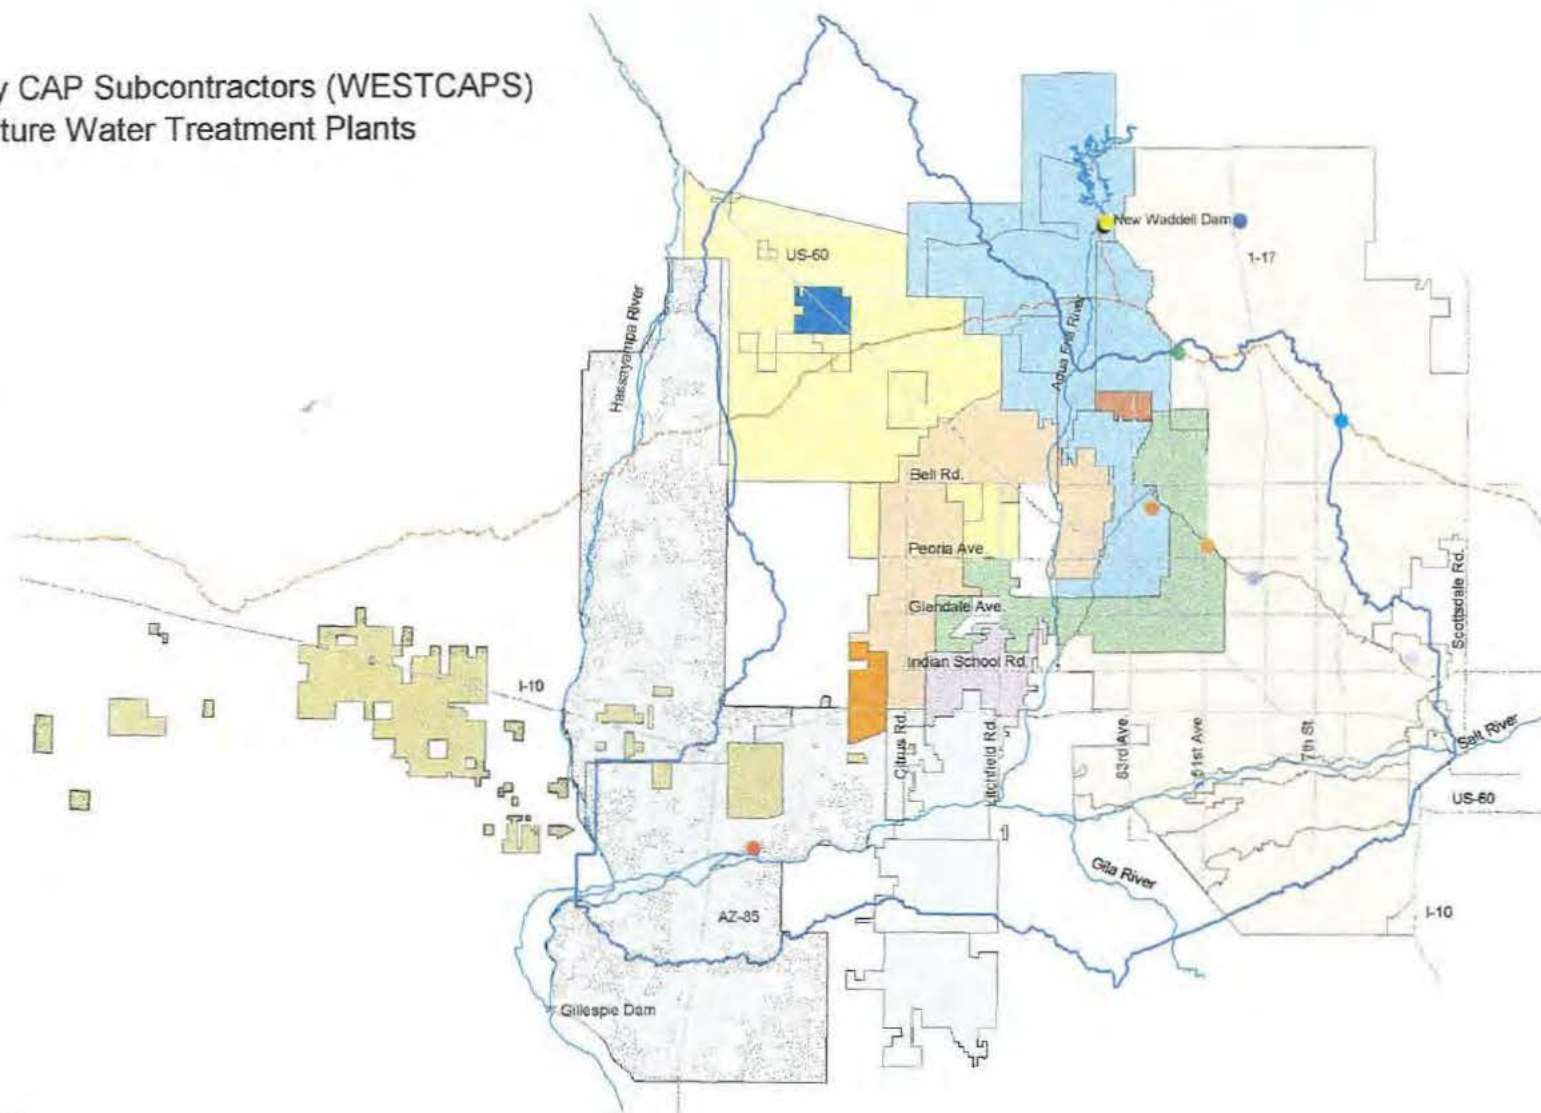 y CAP Subcontractors (WESTCAPS)
ture Water Treatment Plants
New Waddell Dam
US-60
1-17
Hassayampa River
Agua Fria River
Bell Rd.
Peoria Ave
Glendale Ave.
Indian School Rd.
Scottsdale Rd.
I-10
Citrus Rd.
Litchfield Rd.
83rd Ave
51st Ave
7th St
Salt River
US-60
Gila River
AZ-85
I-10
Gillespie Dam